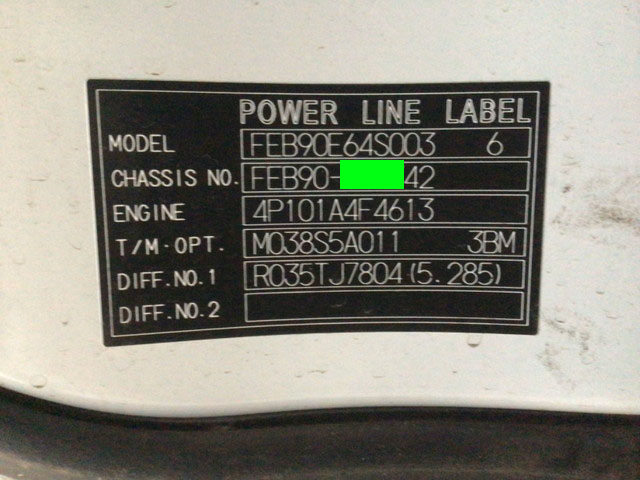 POWER LINE LABEL
MODEL FEB90E64S003 6
CHASSIS NO. FEB90- 42
ENGINE 4P101A4F4613
T/M·OPT. M038S5A011 3BM
DIFF.NO.1 R035TJ7804(5.285)
DIFF.NO.2